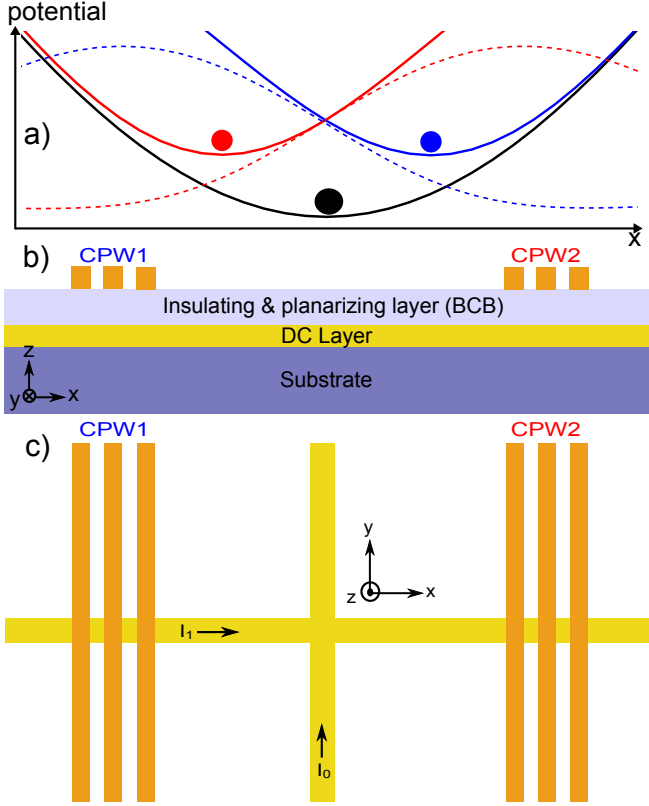 potential
a)
x
b)
CPW1 CPW2
Insulating & planarizing layer (BCB)
DC Layer
z
y x
Substrate
c)
CPW1 CPW2
y
z x
I₁
I₀